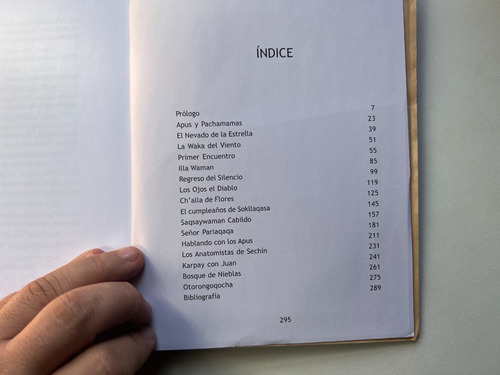 ÍNDICE
Prólogo 7
Apus y Pachamamas 23
El Nevado de la Estrella 39
La Waka del Viento 51
Primer Encuentro 55
Illa Waman 85
Regreso del Silencio 99
Los Ojos el Diablo 119
Ch'alla de Flores 125
El cumpleaños de Sokllaqasa 145
Saqsaywaman Cabildo 157
Señor Pariaqaqa 181
Hablando con los Apus 211
Los Anatomistas de Sechín 231
Karpay con Juan 241
Bosque de Nieblas 261
Otorongoqocha 275
Bibliografía 289
295